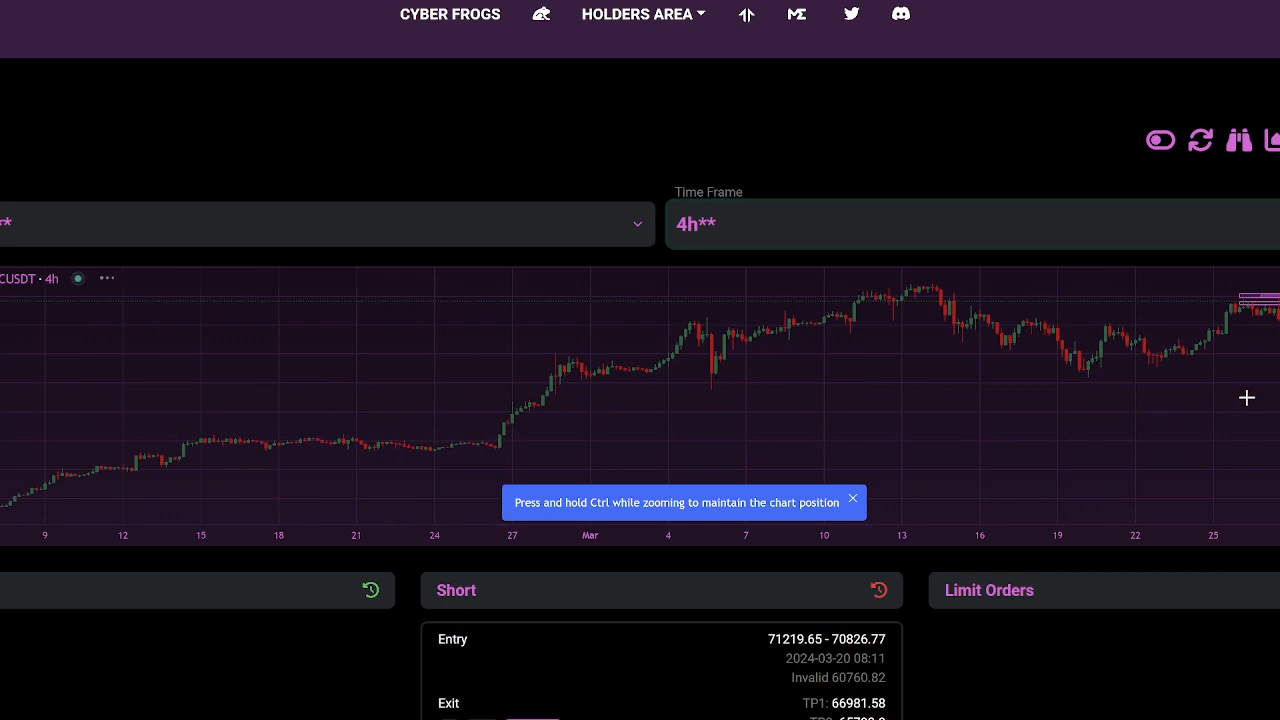 CYBER FROGS HOLDERS AREA
Time Frame
** 4h**
CUSDT · 4h
Press and hold Ctrl while zooming to maintain the chart position
9 12 15 18 21 24 27 Mar 4 7 10 13 16 19 22 25
Short Limit Orders
Entry 71219.65 - 70826.77
2024-03-20 08:11
Invalid 60760.82
Exit TP1: 66981.58